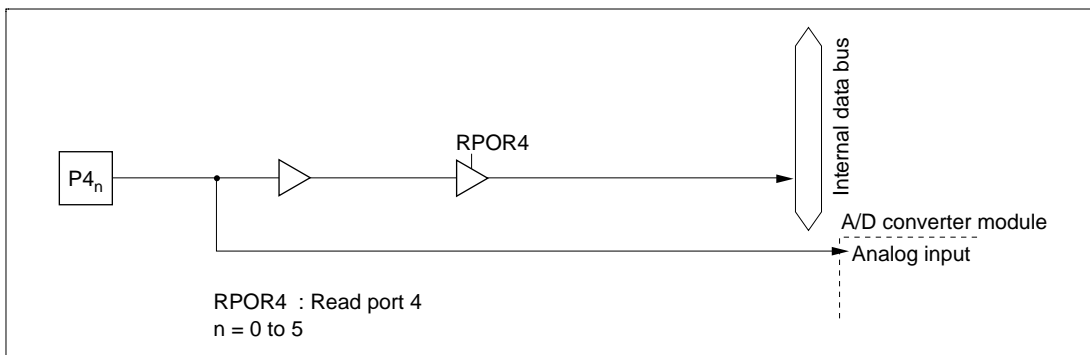 RPOR4
P4n
Internal data bus
A/D converter module
Analog input
RPOR4 : Read port 4
n = 0 to 5